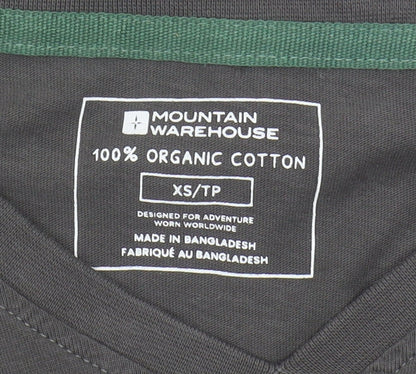 MOUNTAIN
WAREHOUSE
100% ORGANIC COTTON
XS/TP
DESIGNED FOR ADVENTURE
WORN WORLDWIDE
MADE IN BANGLADESH
FABRIQUÉ AU BANGLADESH